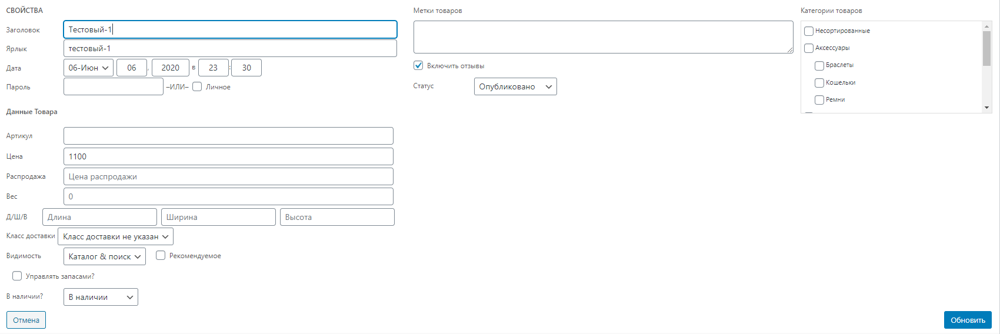 СВОЙСТВА
Заголовок Тестовый-1
Ярлык тестовый-1
Дата 06-Июн 06 , 2020 в 23 : 30
Пароль –ИЛИ– Личное
Данные Товара
Артикул
Цена 1100
Распродажа Цена распродажи
Вес 0
Д/Ш/В Длина Ширина Высота
Класс доставки Класс доставки не указан
Видимость Каталог & поиск Рекомендуемое
Управлять запасами?
В наличии? В наличии
Отмена
Метки товаров
Включить отзывы
Статус Опубликовано
Категории товаров
Несортированные
Аксессуары
Браслеты
Кошельки
Ремни
Обновить